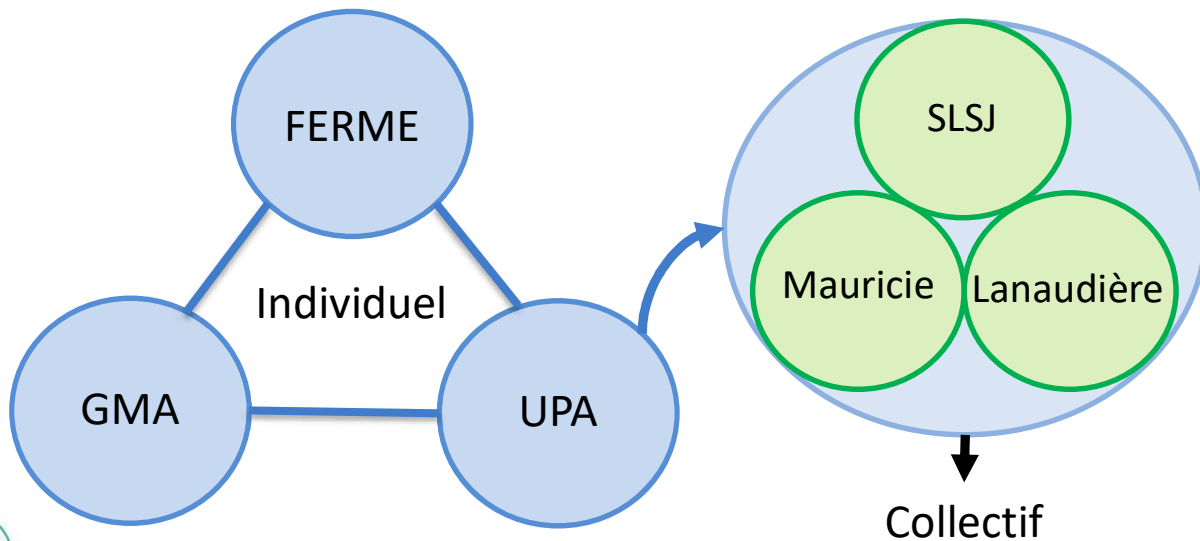 FERME
Individuel
GMA
UPA
SLSJ
Mauricie
Lanaudière
Collectif